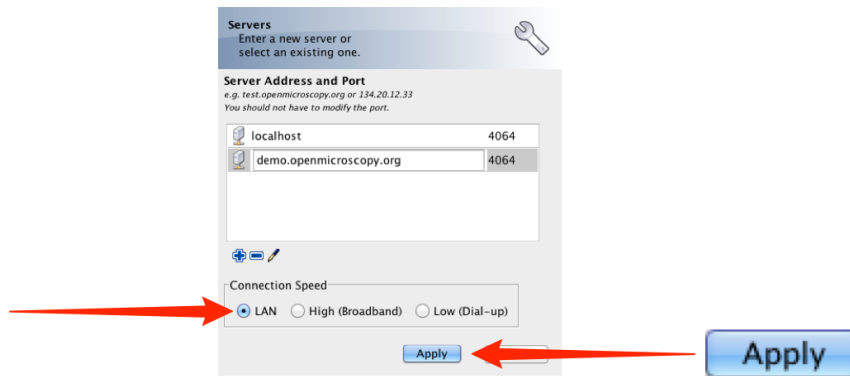 Servers
Enter a new server or
select an existing one.
Server Address and Port
e.g. test.openmicroscopy.org or 134.20.12.33
You should not have to modify the port.
localhost 4064
demo.openmicroscopy.org 4064
Connection Speed
LAN High (Broadband) Low (Dial-up)
Apply
Apply